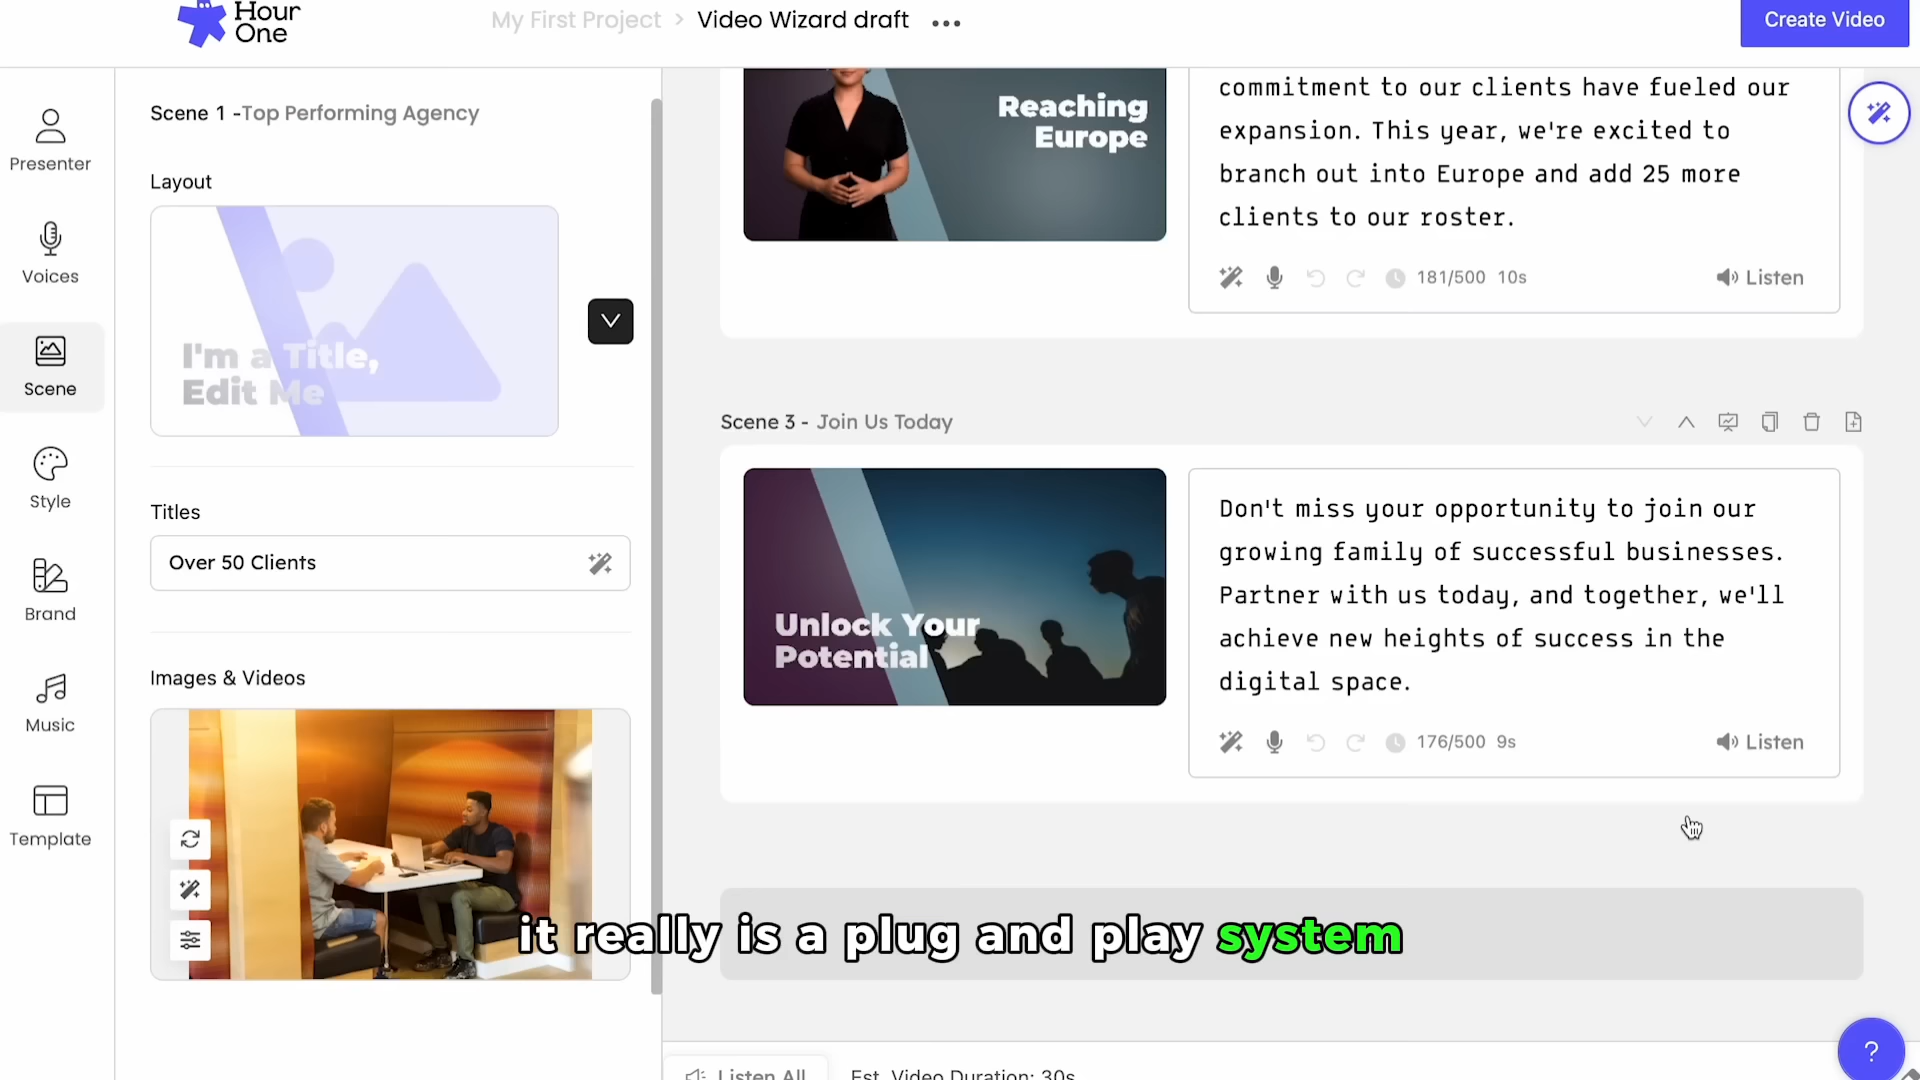 Hour
One
My First Project > Video Wizard draft
Create Video
Presenter
Voices
Scene
Style
Brand
Music
Template
Scene 1 -Top Performing Agency
Layout
I'm a Title,
Edit Me
Titles
Over 50 Clients
Images & Videos
Reaching
Europe
commitment to our clients have fueled our
expansion. This year, we're excited to
branch out into Europe and add 25 more
clients to our roster.
181/500 10s
Listen
Scene 3 - Join Us Today
Unlock Your
Potential
Don't miss your opportunity to join our
growing family of successful businesses.
Partner with us today, and together, we'll
achieve new heights of success in the
digital space.
176/500 9s
Listen
it really is a plug and play system
Listen All
Est. Video Duration: 30s
?